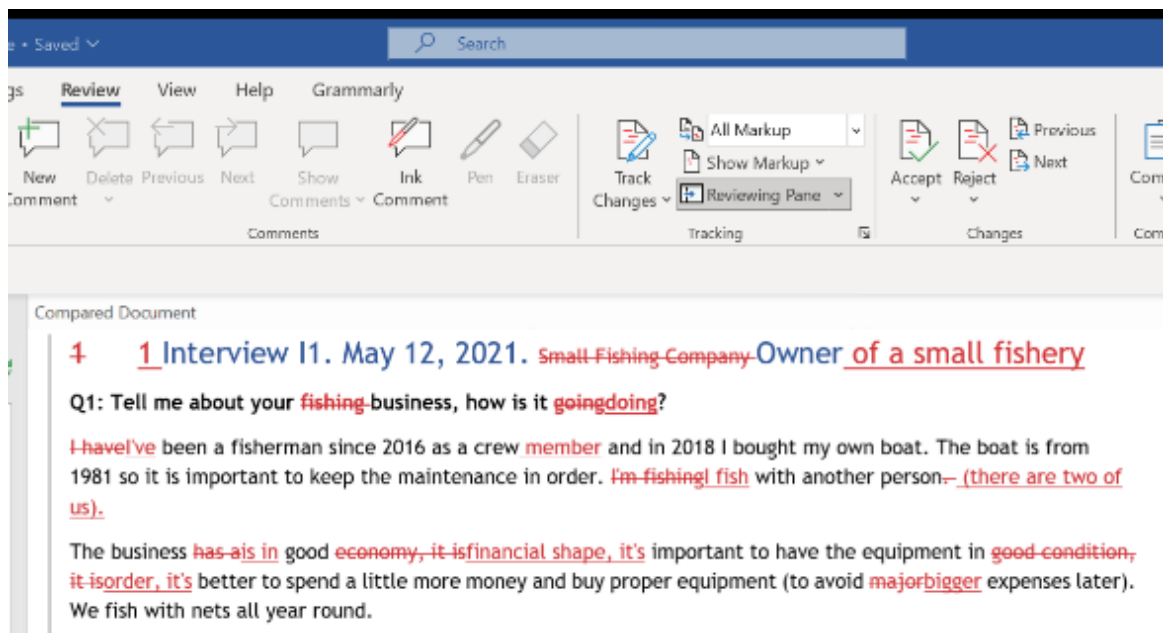 e • Saved
Search
gs Review View Help Grammarly
New Comment
Delete
Previous
Next
Show Comments
Ink Comment
Pen
Eraser
Comments
Track Changes
All Markup
Show Markup
Reviewing Pane
Tracking
Accept
Reject
Previous
Next
Changes
Com
Com
Compared Document
1 1 Interview I1. May 12, 2021. Small Fishing Company Owner of a small fishery
Q1: Tell me about your fishing business, how is it goingdoing?
I haveI've been a fisherman since 2016 as a crew member and in 2018 I bought my own boat. The boat is from
1981 so it is important to keep the maintenance in order. I'm fishingI fish with another person. (there are two of
us).
The business has ais in good economy, it isfinancial shape, it's important to have the equipment in good condition,
it isorder, it's better to spend a little more money and buy proper equipment (to avoid majorbigger expenses later).
We fish with nets all year round.